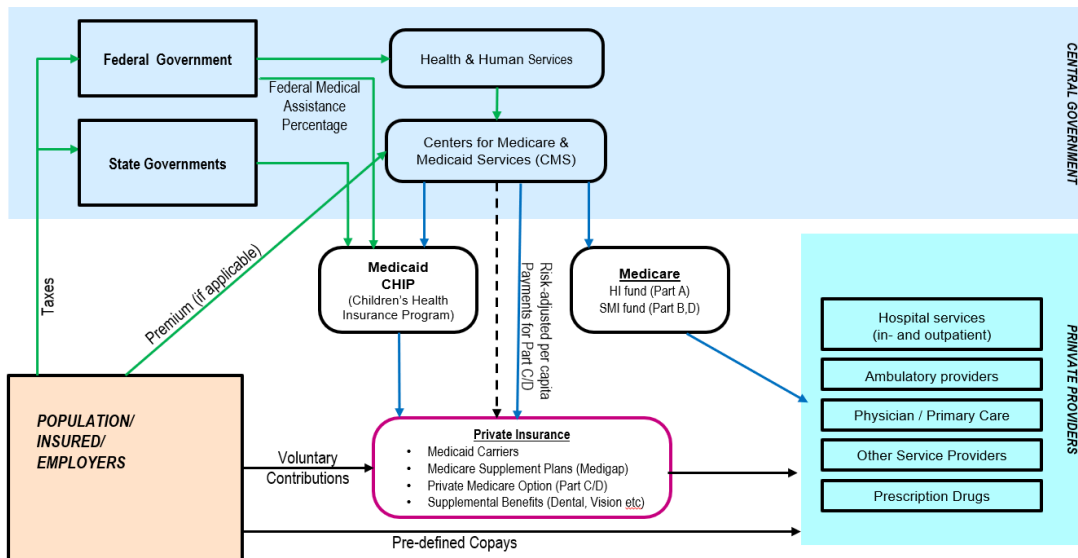 Federal Government
Health & Human Services
CENTRAL GOVERNMENT
Federal Medical
Assistance
Percentage
State Governments
Centers for Medicare &
Medicaid Services (CMS)
Taxes
Premium (if applicable)
Medicaid
CHIP
(Children's Health
Insurance Program)
Risk-adjusted per capita
Payments for Part C/D
Medicare
HI fund (Part A)
SMI fund (Part B,D)
Hospital services
(in- and outpatient)
Ambulatory providers
Physician / Primary Care
Other Service Providers
Prescription Drugs
PRINVATE PROVIDERS
POPULATION/
INSURED/
EMPLOYERS
Voluntary
Contributions
Private Insurance
• Medicaid Carriers
• Medicare Supplement Plans (Medigap)
• Private Medicare Option (Part C/D)
• Supplemental Benefits (Dental, Vision etc)
Pre-defined Copays